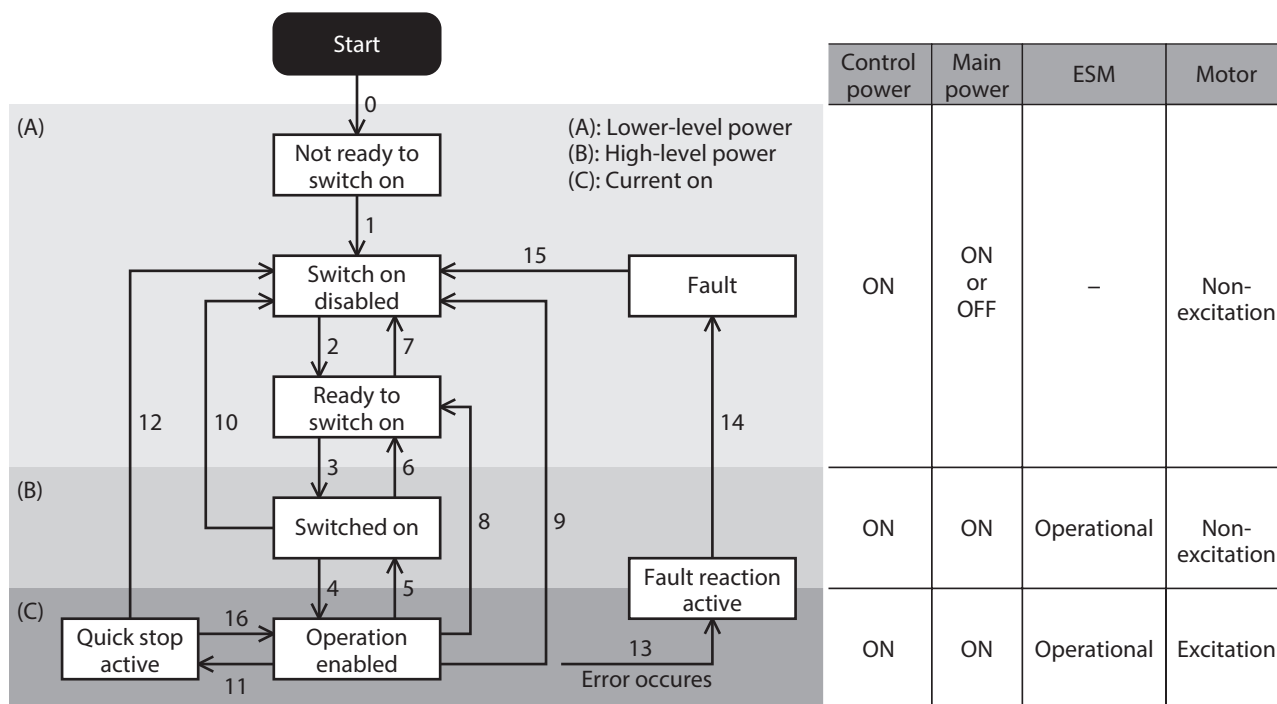 Start
0
(A)
(A): Lower-level power
(B): High-level power
(C): Current on
Not ready to
switch on
1
Switch on
disabled
15
Fault
2
7
Ready to
switch on
12
10
14
3
6
(B)
Switched on
8
9
4
5
Fault reaction
active
(C)
Quick stop
active
16
11
Operation
enabled
13
Error occures
Control
power
Main
power
ESM
Motor
ON
ON
or
OFF
–
Non-
excitation
ON
ON
Operational
Non-
excitation
ON
ON
Operational
Excitation